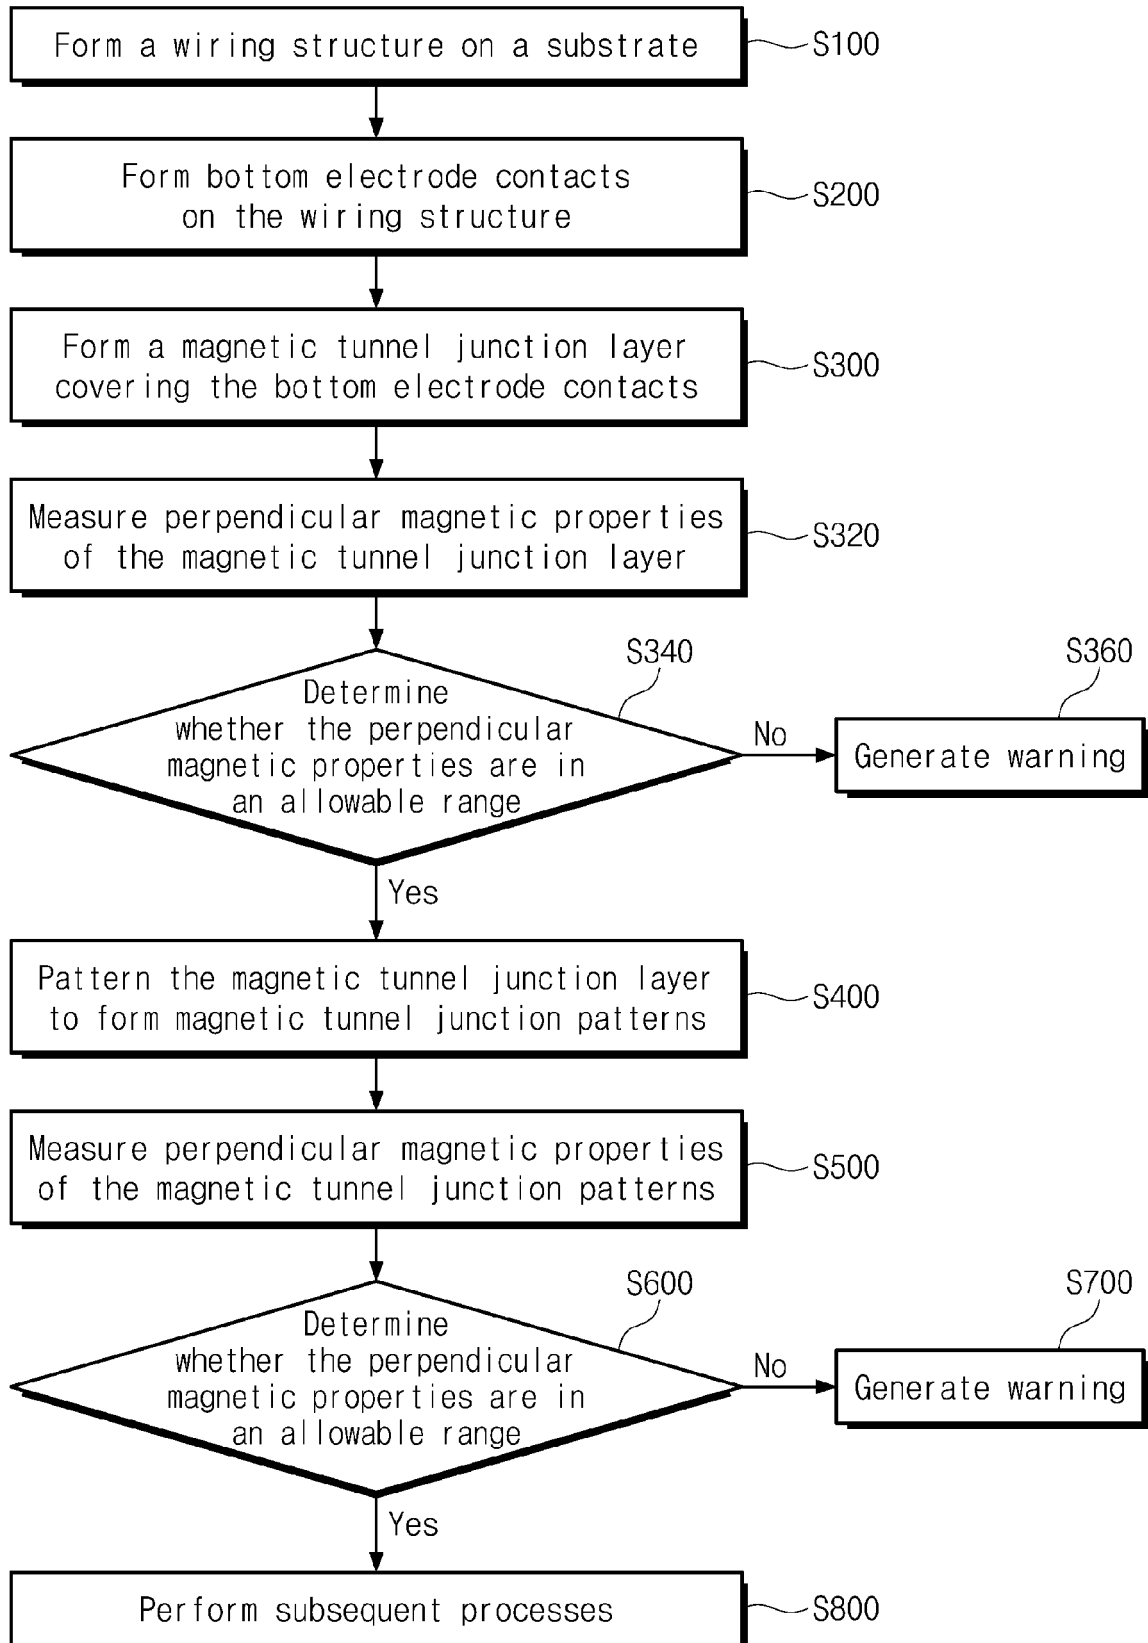 Form a wiring structure on a substrate
S100
Form bottom electrode contacts
on the wiring structure
S200
Form a magnetic tunnel junction layer
covering the bottom electrode contacts
S300
Measure perpendicular magnetic properties
of the magnetic tunnel junction layer
S320
S340
Determine
whether the perpendicular
magnetic properties are in
an allowable range
No
S360
Generate warning
Yes
Pattern the magnetic tunnel junction layer
to form magnetic tunnel junction patterns
S400
Measure perpendicular magnetic properties
of the magnetic tunnel junction patterns
S500
S600
Determine
whether the perpendicular
magnetic properties are in
an allowable range
No
S700
Generate warning
Yes
Perform subsequent processes
S800